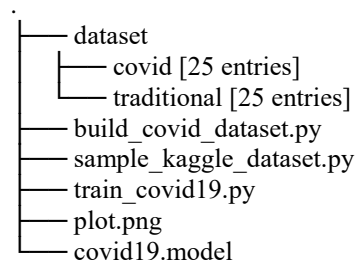 .
├── dataset
│   ├── covid [25 entries]
│   └── traditional [25 entries]
├── build_covid_dataset.py
├── sample_kaggle_dataset.py
├── train_covid19.py
├── plot.png
└── covid19.model